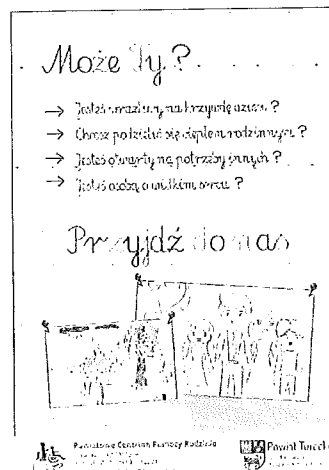 Może Ty?
→ Jesteś wrażliwy na krzywdę dzieci?
→ Chcesz podzielić się ciepłem rodzinnym?
→ Jesteś otwarty na potrzeby innych?
→ Jesteś osobą o wielkim sercu?
Przyjdź do nas
Powiatowe Centrum Pomocy Rodzinie
Powiat Turecki